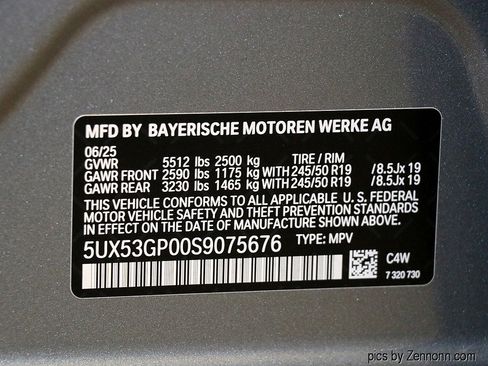 MFD BY BAYERISCHE MOTOREN WERKE AG
06/25
GVWR 5512 lbs 2500 kg TIRE / RIM
GAWR FRONT 2590 lbs 1175 kg WITH 245/50 R19 / 8.5Jx 19
GAWR REAR 3230 lbs 1465 kg WITH 245/50 R19 / 8.5Jx 19
THIS VEHICLE CONFORMS TO ALL APPLICABLE U. S. FEDERAL
MOTOR VEHICLE SAFETY AND THEFT PREVENTION STANDARDS
IN EFFECT ON THE DATE OF MANUFACTURE SHOWN ABOVE.
5UX53GP00S9075676 TYPE: MPV
C4W
7 320 730
pics by Zennonn.com